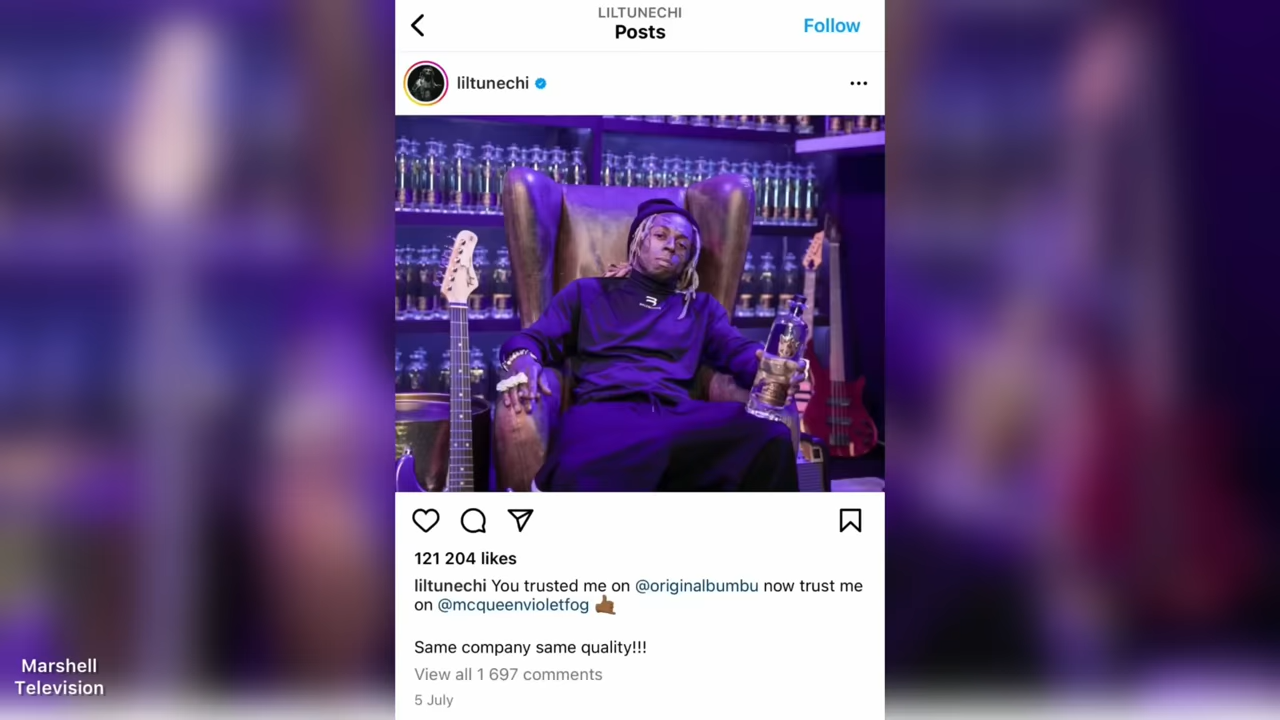 LILTUNECHI
Posts
Follow
liltunechi
121 204 likes
liltunechi You trusted me on @originalbumbu now trust me
on @mcqueenvioletfog 🤙🏾
Same company same quality!!!
View all 1 697 comments
5 July
Marshell
Television